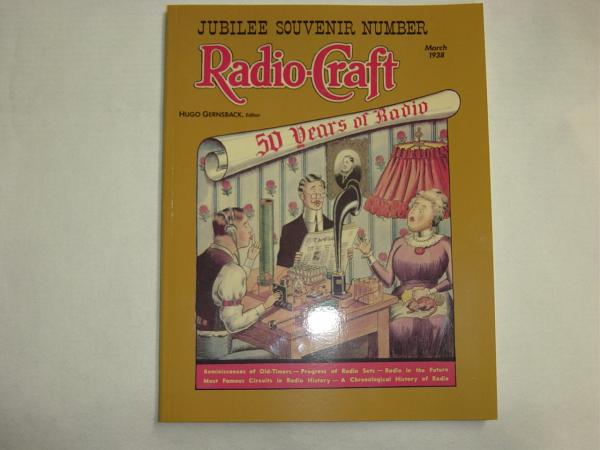 JUBILEE SOUVENIR NUMBER
Radio-Craft
March
1938
HUGO GERNSBACK, Editor
50 Years of Radio
Reminiscences of Old-Timers — Progress of Radio Sets — Radio in the Future
Most Famous Circuits in Radio History — A Chronological History of Radio